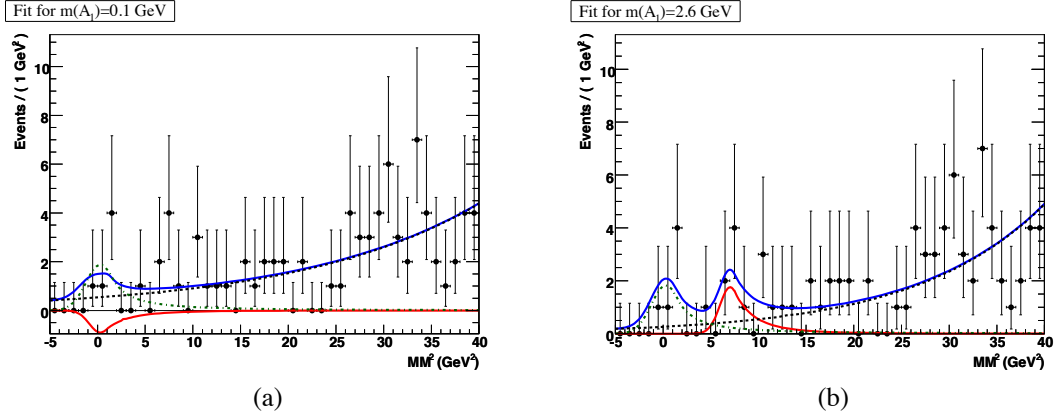 Fit for m(A₁)=0.1 GeV
Events / ( 1 GeV² )
10
8
6
4
2
0
-5 0 5 10 15 20 25 30 35 40
MM² (GeV²)
(a)
Fit for m(A₁)=2.6 GeV
Events / ( 1 GeV² )
10
8
6
4
2
0
-5 0 5 10 15 20 25 30 35 40
MM² (GeV²)
(b)